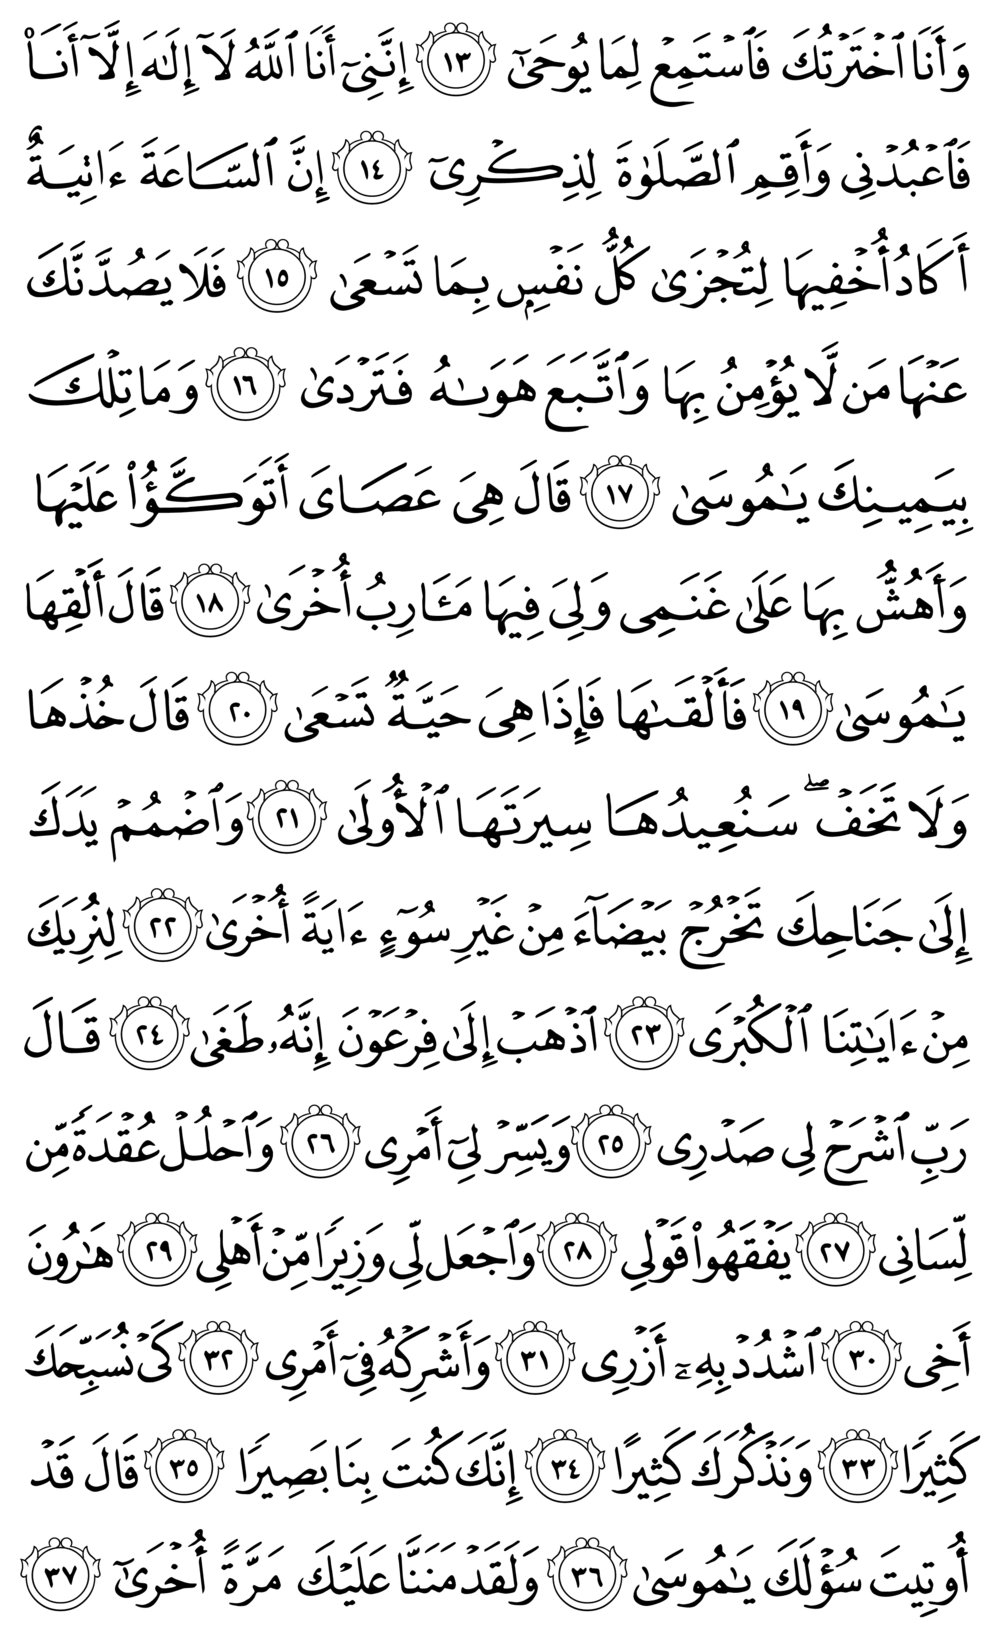 وَأَنَا ٱخۡتَرۡتُكَ فَٱسۡتَمِعۡ لِمَا يُوحَىٰٓ ١٣ إِنَّنِيٓ أَنَا ٱللَّهُ لَآ إِلَٰهَ إِلَّآ أَنَا۠
فَٱعۡبُدۡنِي وَأَقِمِ ٱلصَّلَوٰةَ لِذِكۡرِيٓ ١٤ إِنَّ ٱلسَّاعَةَ ءَاتِيَةٌ
أَكَادُ أُخۡفِيهَا لِتُجۡزَىٰ كُلُّ نَفۡسِۭ بِمَا تَسۡعَىٰ ١٥ فَلَا يَصُدَّنَّكَ
عَنۡهَا مَن لَّا يُؤۡمِنُ بِهَا وَٱتَّبَعَ هَوَىٰهُ فَتَرۡدَىٰ ١٦ وَمَا تِلۡكَ
بِيَمِينِكَ يَٰمُوسَىٰ ١٧ قَالَ هِيَ عَصَايَ أَتَوَكَّؤُاْ عَلَيۡهَا
وَأَهُشُّ بِهَا عَلَىٰ غَنَمِي وَلِيَ فِيهَا مَـَٔارِبُ أُخۡرَىٰ ١٨ قَالَ أَلۡقِهَا
يَٰمُوسَىٰ ١٩ فَأَلۡقَىٰهَا فَإِذَا هِيَ حَيَّةٞ تَسۡعَىٰ ٢٠ قَالَ خُذۡهَا
وَلَا تَخَفۡۖ سَنُعِيدُهَا سِيرَتَهَا ٱلۡأُولَىٰ ٢١ وَٱضۡمُمۡ يَدَكَ
إِلَىٰ جَنَاحِكَ تَخۡرُجۡ بَيۡضَآءَ مِنۡ غَيۡرِ سُوٓءٍ ءَايَةً أُخۡرَىٰ ٢٢ لِنُرِيَكَ
مِنۡ ءَايَٰتِنَا ٱلۡكُبۡرَى ٢٣ ٱذۡهَبۡ إِلَىٰ فِرۡعَوۡنَ إِنَّهُۥ طَغَىٰ ٢٤ قَالَ
رَبِّ ٱشۡرَحۡ لِي صَدۡرِي ٢٥ وَيَسِّرۡ لِيٓ أَمۡرِي ٢٦ وَٱحۡلُلۡ عُقۡدَةٗ مِّن
لِّسَانِي ٢٧ يَفۡقَهُواْ قَوۡلِي ٢٨ وَٱجۡعَل لِّي وَزِيرٗا مِّنۡ أَهۡلِي ٢٩ هَٰرُونَ
أَخِي ٣٠ ٱشۡدُدۡ بِهِۦٓ أَزۡرِي ٣١ وَأَشۡرِكۡهُ فِيٓ أَمۡرِي ٣٢ كَيۡ نُسَبِّحَكَ
كَثِيرٗا ٣٣ وَنَذۡكُرَكَ كَثِيرًا ٣٤ إِنَّكَ كُنتَ بِنَا بَصِيرٗا ٣٥ قَالَ قَدۡ
أُوتِيتَ سُؤۡلَكَ يَٰمُوسَىٰ ٣٦ وَلَقَدۡ مَنَنَّا عَلَيۡكَ مَرَّةً أُخۡرَىٰٓ ٣٧